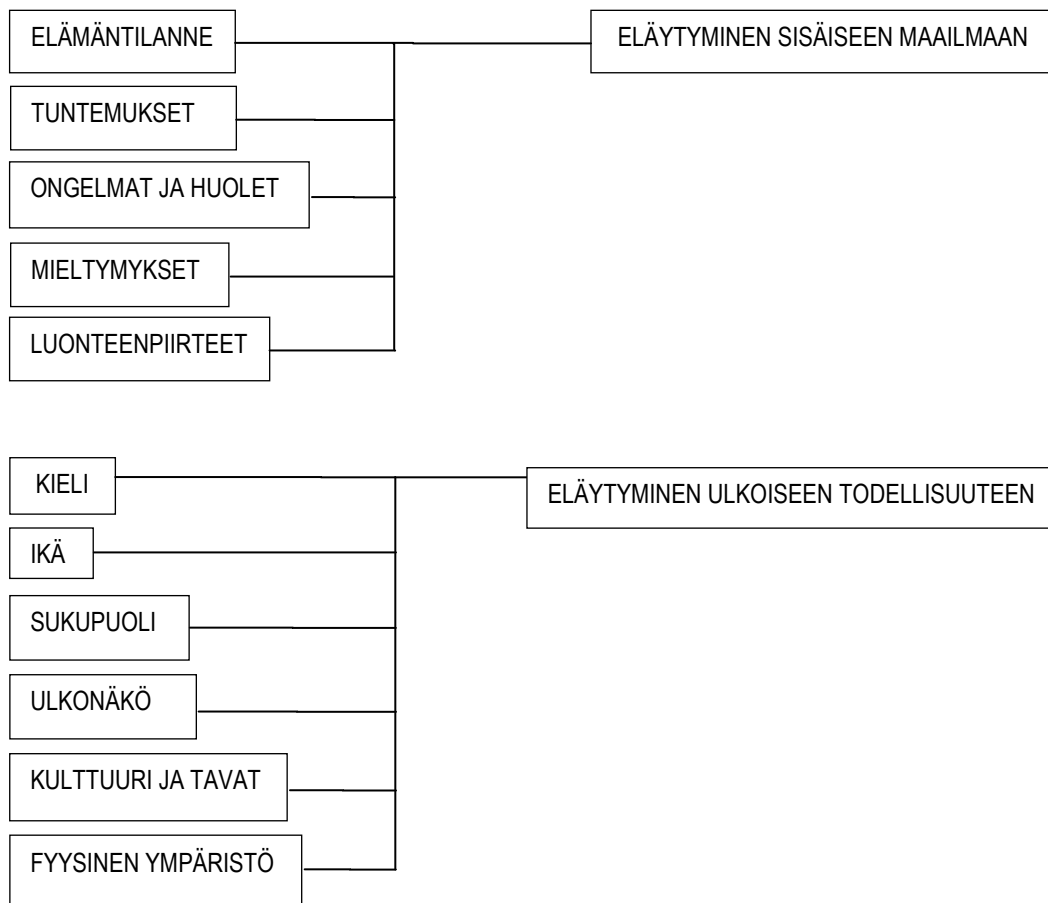 ELÄMÄNTILANNE
ELÄYTYMINEN SISÄISEEN MAAILMAAN
TUNTEMUKSET
ONGELMAT JA HUOLET
MIELTYMYKSET
LUONTEENPIIRTEET
KIELI
ELÄYTYMINEN ULKOISEEN TODELLISUUTEEN
IKÄ
SUKUPUOLI
ULKONÄKÖ
KULTTUURI JA TAVAT
FYYSINEN YMPÄRISTÖ